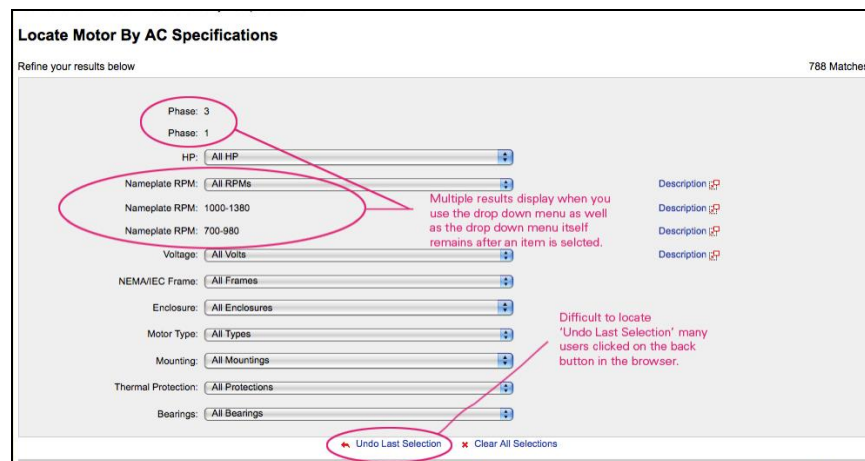 Locate Motor By AC Specifications
Refine your results below 788 Matches
Phase: 3
Phase: 1
HP: All HP
Nameplate RPM: All RPMs Description
Nameplate RPM: 1000-1380 Description
Nameplate RPM: 700-980 Description
Voltage: All Volts Description
Multiple results display when you
use the drop down menu as well
as the drop down menu itself
remains after an item is selcted.
NEMA/IEC Frame: All Frames
Enclosure: All Enclosures
Motor Type: All Types
Mounting: All Mountings
Thermal Protection: All Protections
Bearings: All Bearings
Difficult to locate
'Undo Last Selection' many
users clicked on the back
button in the browser.
Undo Last Selection Clear All Selections